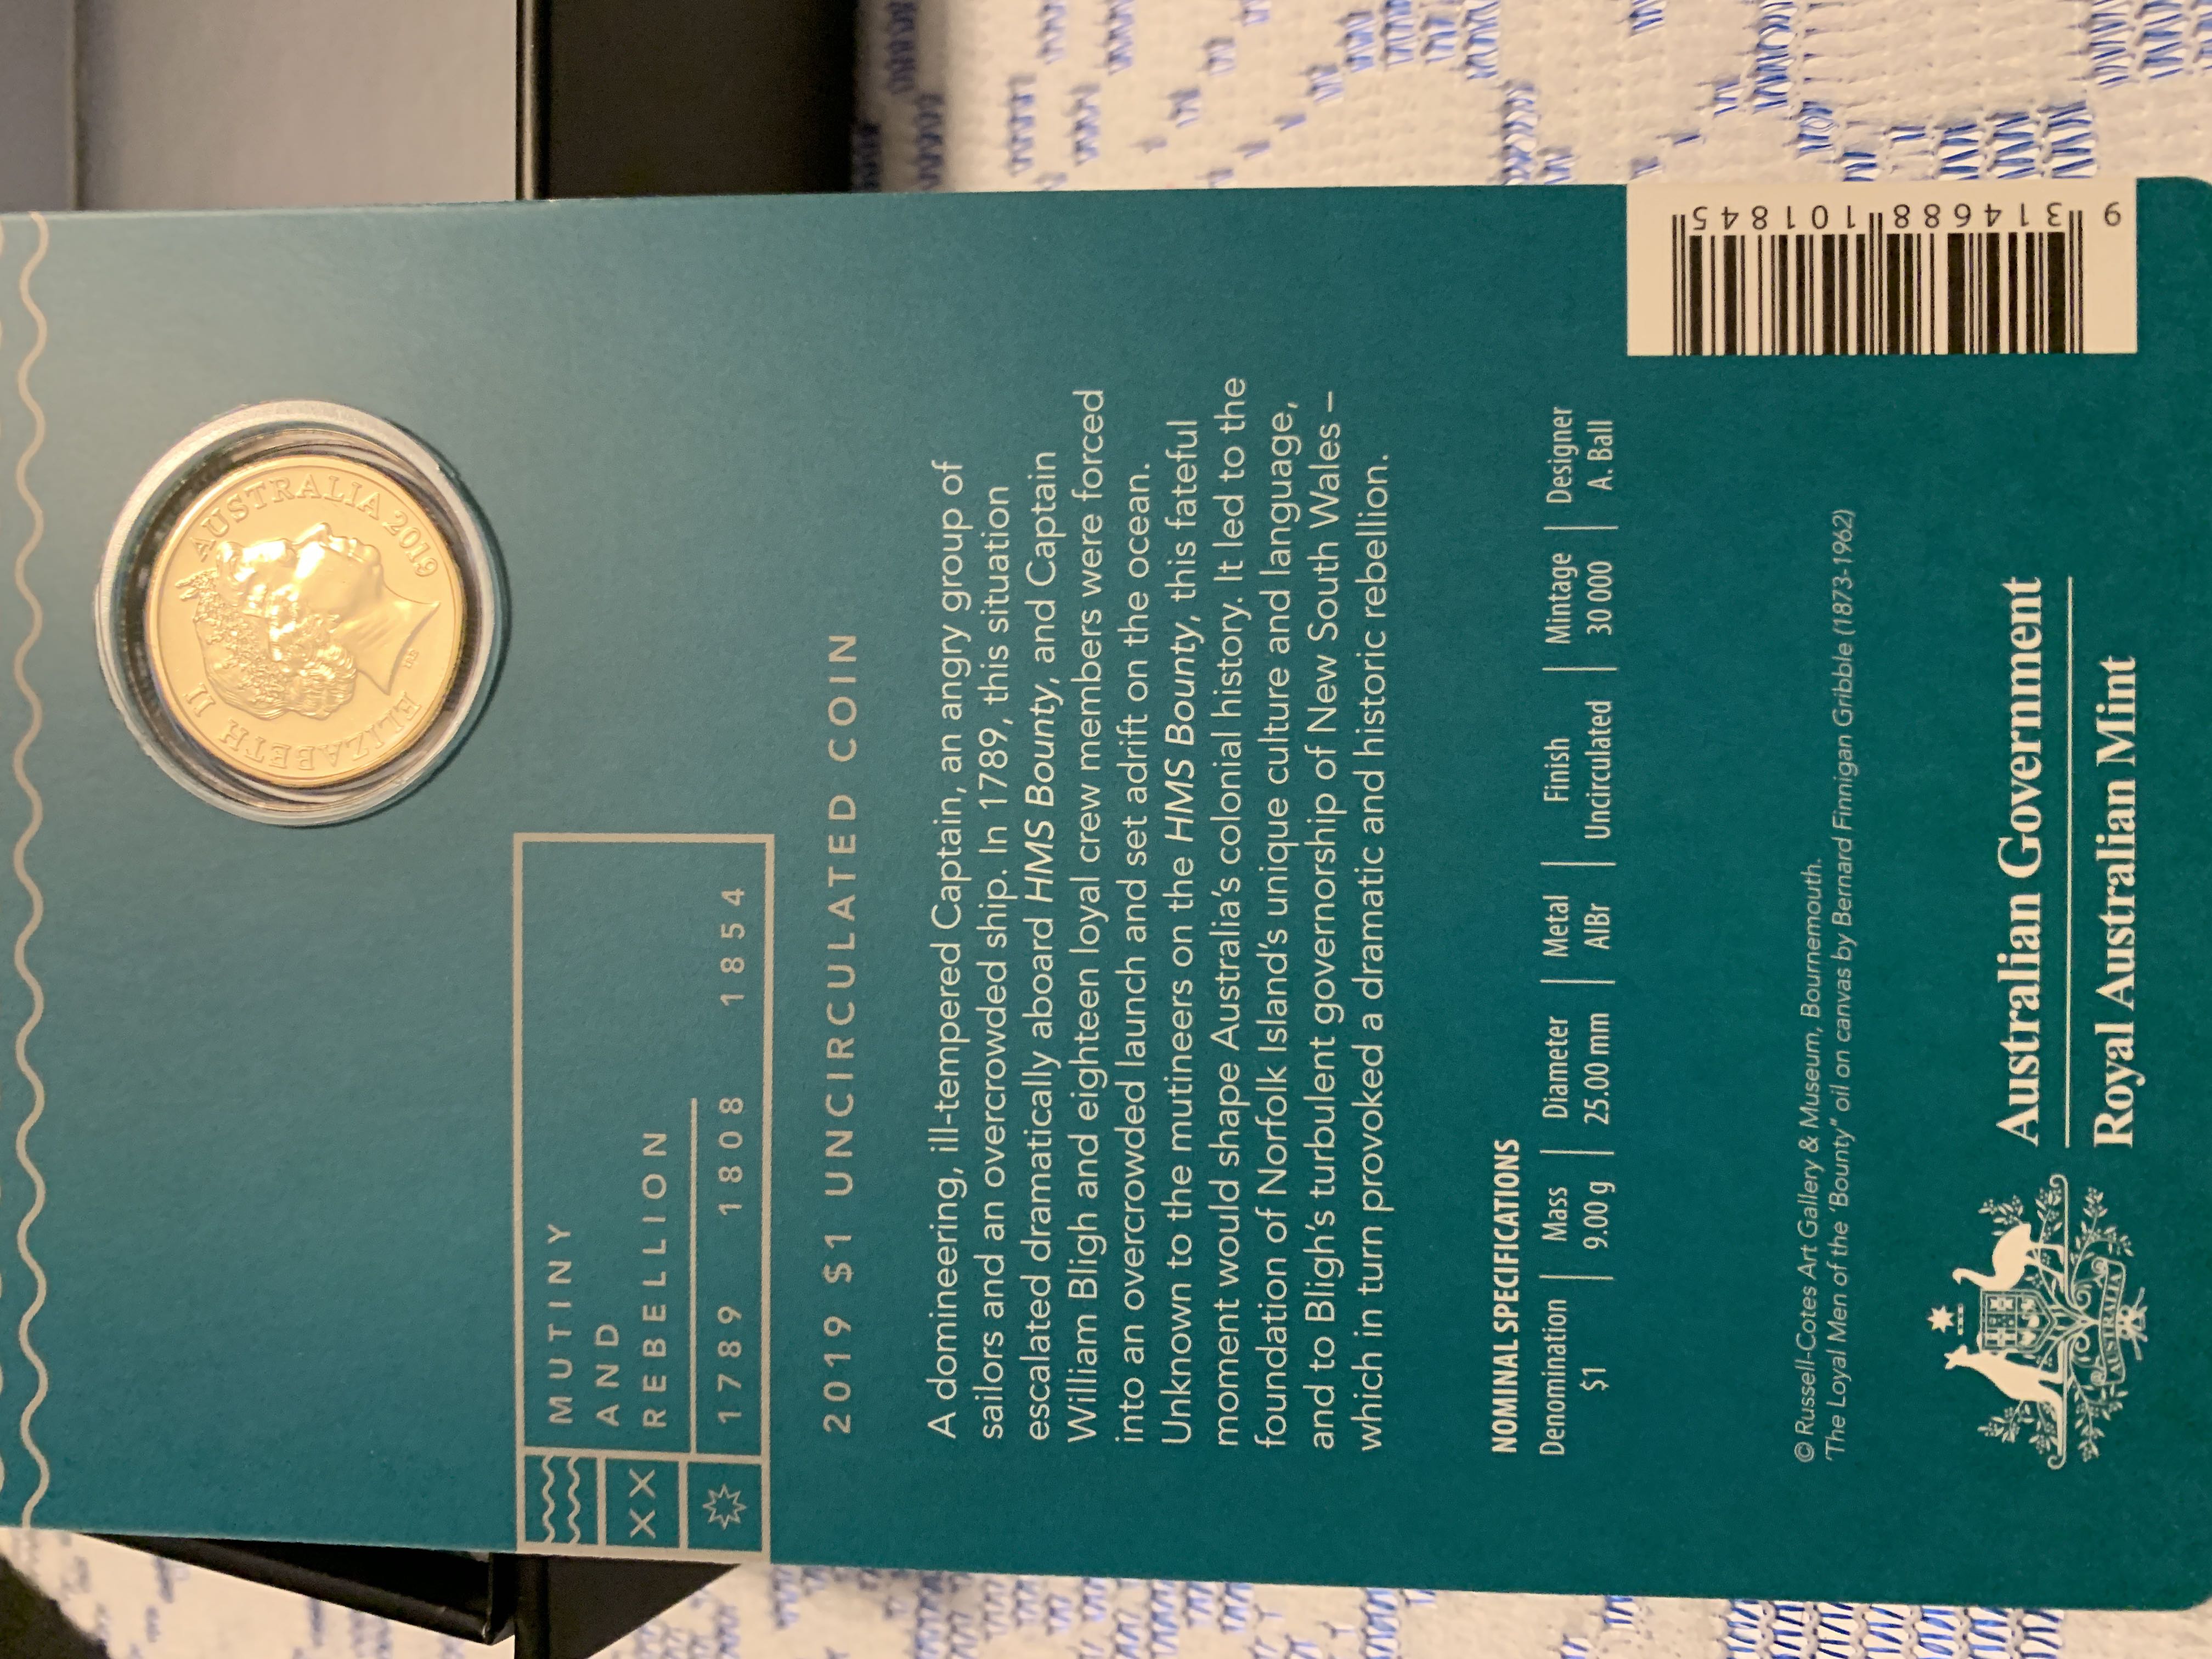 ELIZABETH II AUSTRALIA 2019
MUTINY
AND
XX REBELLION
1789 1808 1854
2019 $1 UNCIRCULATED COIN
A domineering, ill-tempered Captain, an angry group of
sailors and an overcrowded ship. In 1789, this situation
escalated dramatically aboard HMS Bounty, and Captain
William Bligh and eighteen loyal crew members were forced
into an overcrowded launch and set adrift on the ocean.
Unknown to the mutineers on the HMS Bounty, this fateful
moment would shape Australia's colonial history. It led to the
foundation of Norfolk Island's unique culture and language,
and to Bligh's turbulent governorship of New South Wales –
which in turn provoked a dramatic and historic rebellion.
NOMINAL SPECIFICATIONS
Denomination | Mass | Diameter | Metal | Finish | Mintage | Designer
$1 | 9.00 g | 25.00 mm | AlBr | Uncirculated | 30 000 | A. Ball
9 314688 101845
© Russell-Cotes Art Gallery & Museum, Bournemouth.
'The Loyal Men of the 'Bounty" oil on canvas by Bernard Finnigan Gribble (1873-1962)
AUSTRALIA
Australian Government
Royal Australian Mint